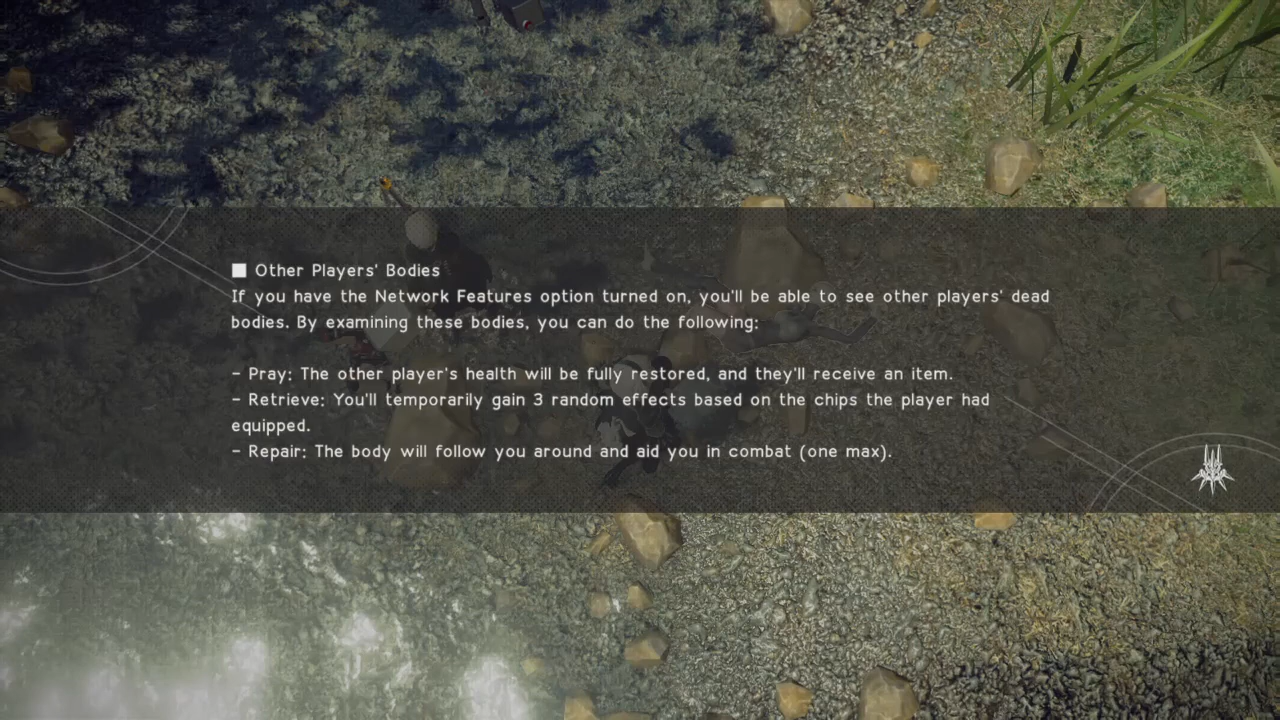 ■ Other Players' Bodies
If you have the Network Features option turned on, you'll be able to see other players' dead
bodies. By examining these bodies, you can do the following:
- Pray: The other player's health will be fully restored, and they'll receive an item.
- Retrieve: You'll temporarily gain 3 random effects based on the chips the player had
equipped.
- Repair: The body will follow you around and aid you in combat (one max).